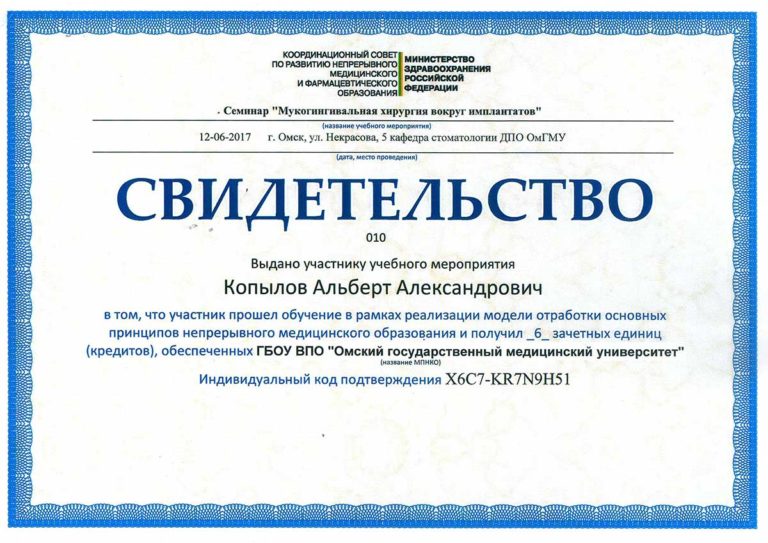 КООРДИНАЦИОННЫЙ СОВЕТ
ПО РАЗВИТИЮ НЕПРЕРЫВНОГО
МЕДИЦИНСКОГО
И ФАРМАЦЕВТИЧЕСКОГО
ОБРАЗОВАНИЯ
МИНИСТЕРСТВО
ЗДРАВООХРАНЕНИЯ
РОССИЙСКОЙ
ФЕДЕРАЦИИ
. Семинар "Мукогингивальная хирургия вокруг имплантатов"
(название учебного мероприятия)
12-06-2017 г. Омск, ул. Некрасова, 5 кафедра стоматологии ДПО ОмГМУ
(дата, место проведения)
СВИДЕТЕЛЬСТВО
010
Выдано участнику учебного мероприятия
Копылов Альберт Александрович
в том, что участник прошел обучение в рамках реализации модели отработки основных
принципов непрерывного медицинского образования и получил _6_ зачетных единиц
(кредитов), обеспеченных ГБОУ ВПО "Омский государственный медицинский университет"
(название МПНКО)
Индивидуальный код подтверждения X6C7-KR7N9H51